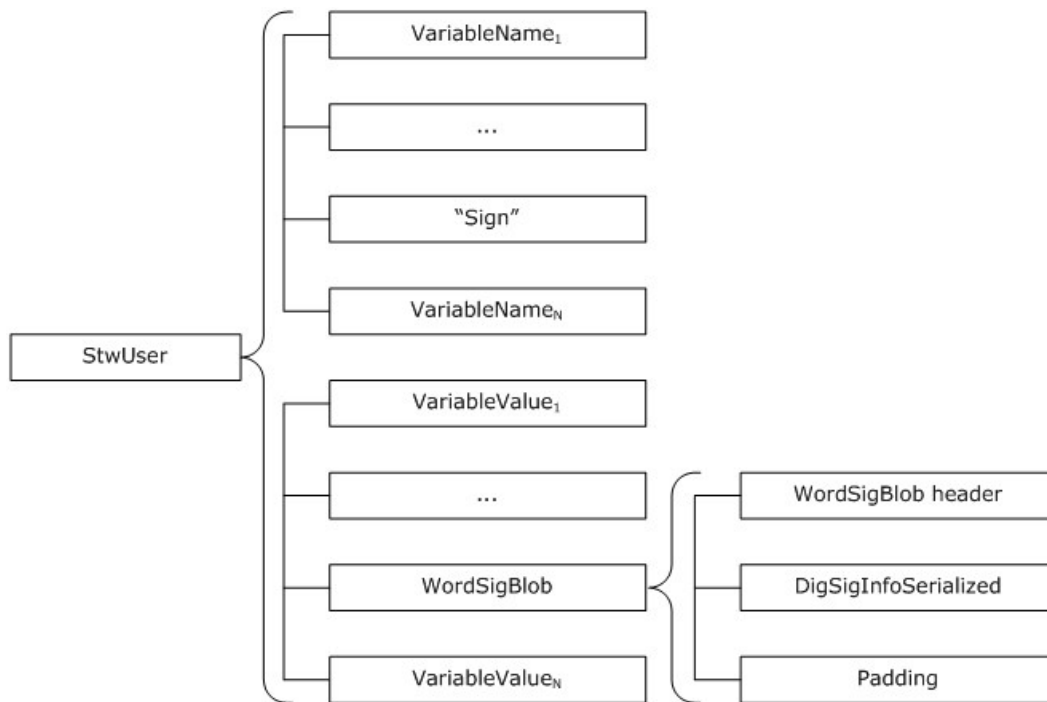 VariableName₁
...
“Sign”
VariableNameₙ
StwUser
VariableValue₁
...
WordSigBlob header
WordSigBlob
DigSigInfoSerialized
VariableValueₙ
Padding